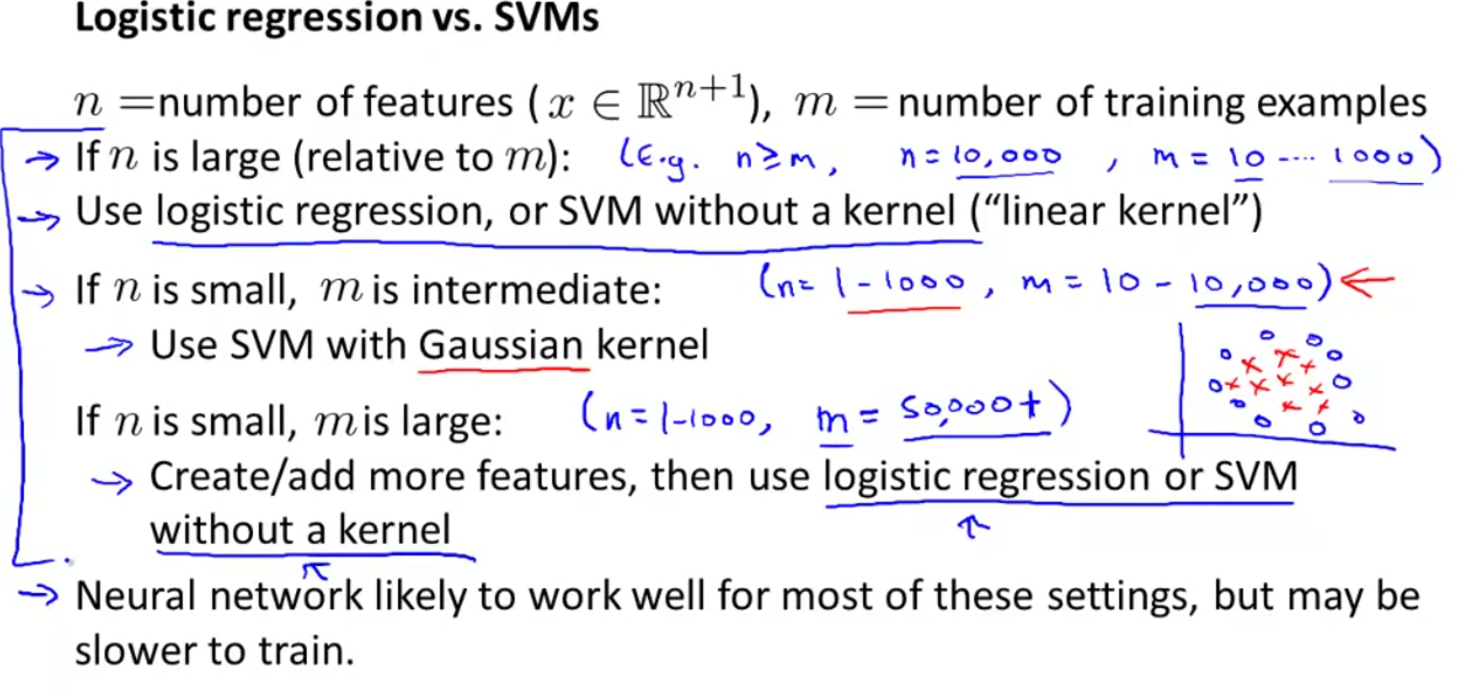 Logistic regression vs. SVMs
n =number of features ( x ∈ ℝⁿ⁺¹), m = number of training examples
→ If n is large (relative to m): (E.g. n ≥ m, n = 10,000 , m = 10 .... 1000)
→ Use logistic regression, or SVM without a kernel (“linear kernel”)
→ If n is small, m is intermediate: (n = 1 - 1000, m = 10 - 10,000) ←
→ Use SVM with Gaussian kernel
If n is small, m is large: (n = 1-1000, m = 50,000+)
→ Create/add more features, then use logistic regression or SVM
without a kernel
→ Neural network likely to work well for most of these settings, but may be
slower to train.